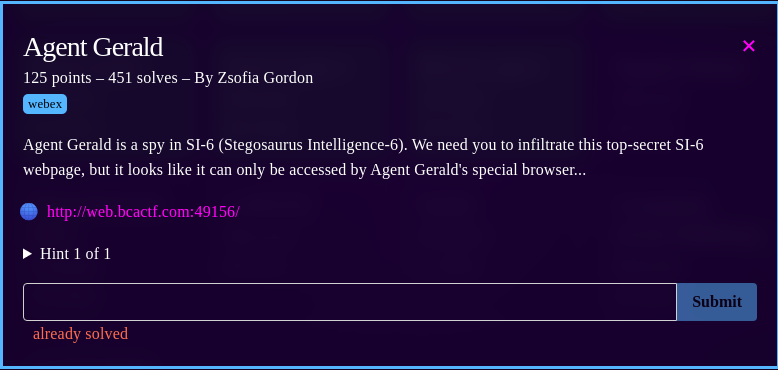 Agent Gerald
×
125 points – 451 solves – By Zsofia Gordon
webex
Agent Gerald is a spy in SI-6 (Stegosaurus Intelligence-6). We need you to infiltrate this top-secret SI-6
webpage, but it looks like it can only be accessed by Agent Gerald's special browser...
http://web.bcactf.com:49156/
Hint 1 of 1
Submit
already solved